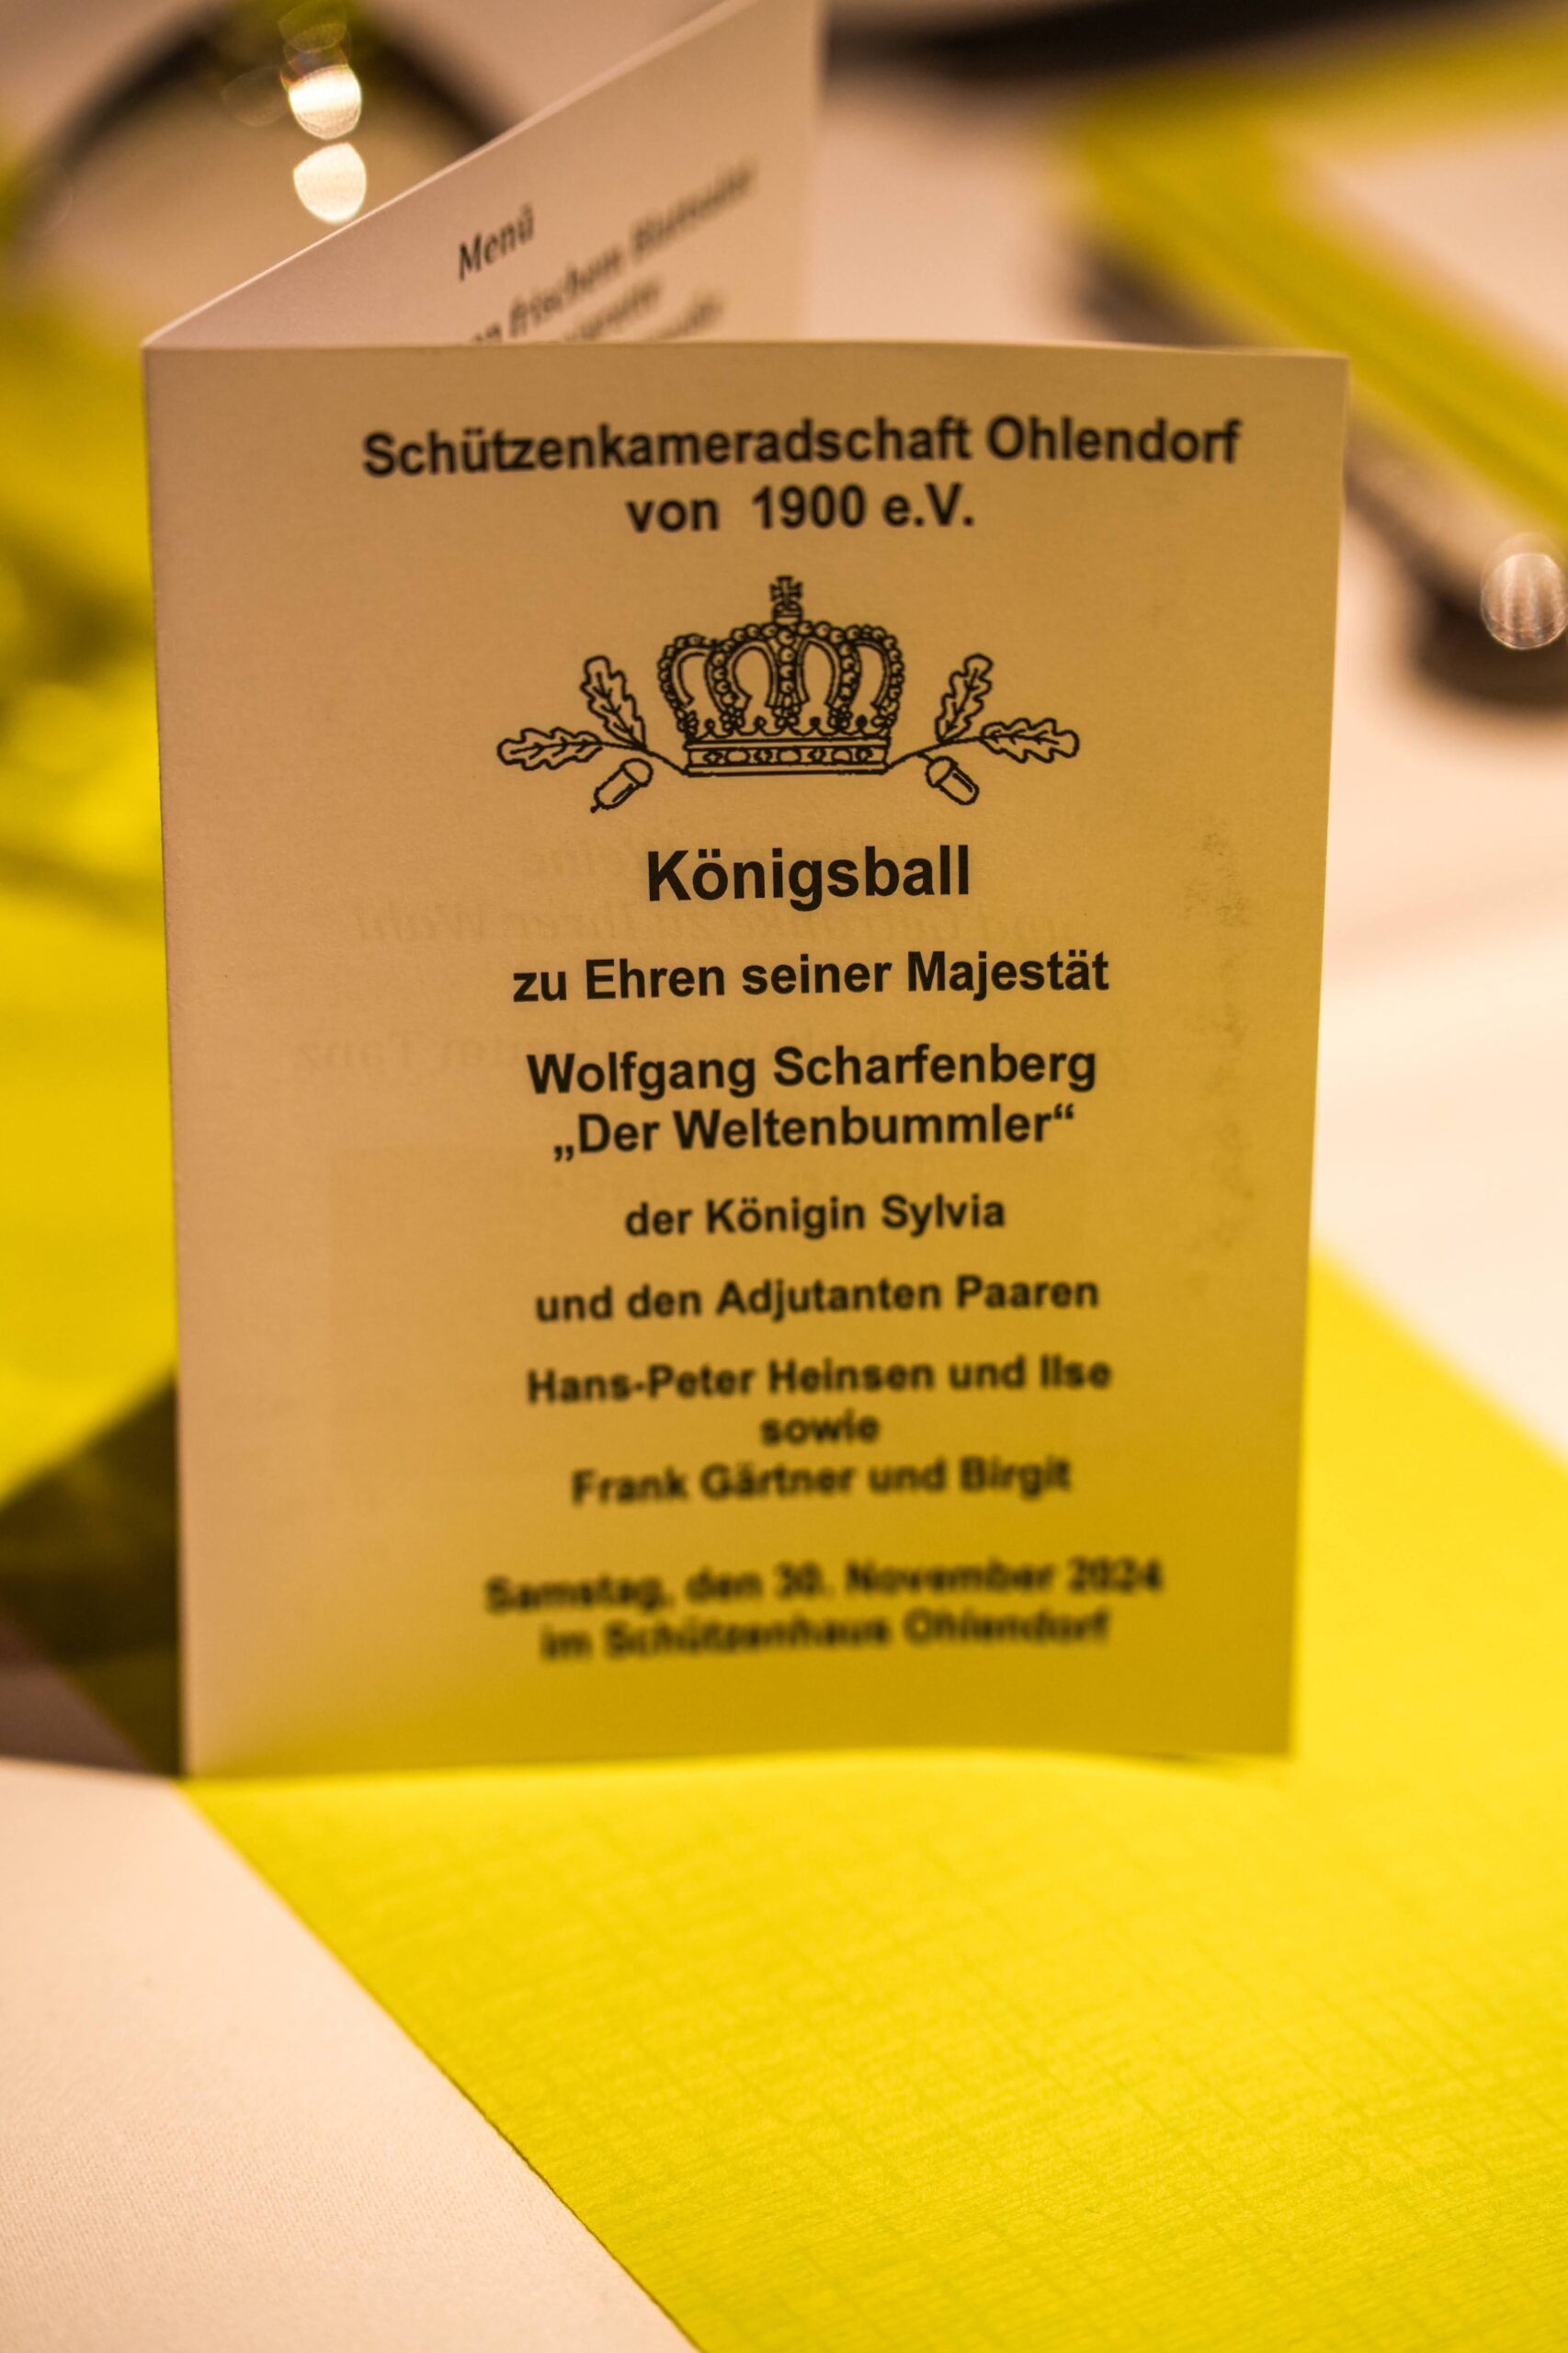 Menü
frischem
Schützenkameradschaft Ohlendorf
von 1900 e.V.
Königsball
zu Ehren seiner Majestät
Wolfgang Scharfenberg
„Der Weltenbummler“
der Königin Sylvia
und den Adjutanten Paaren
Hans-Peter Heinsen und Ilse
sowie
Frank Gärtner und Birgit
Samstag, den 30. November 2024
im Schützenhaus Ohlendorf